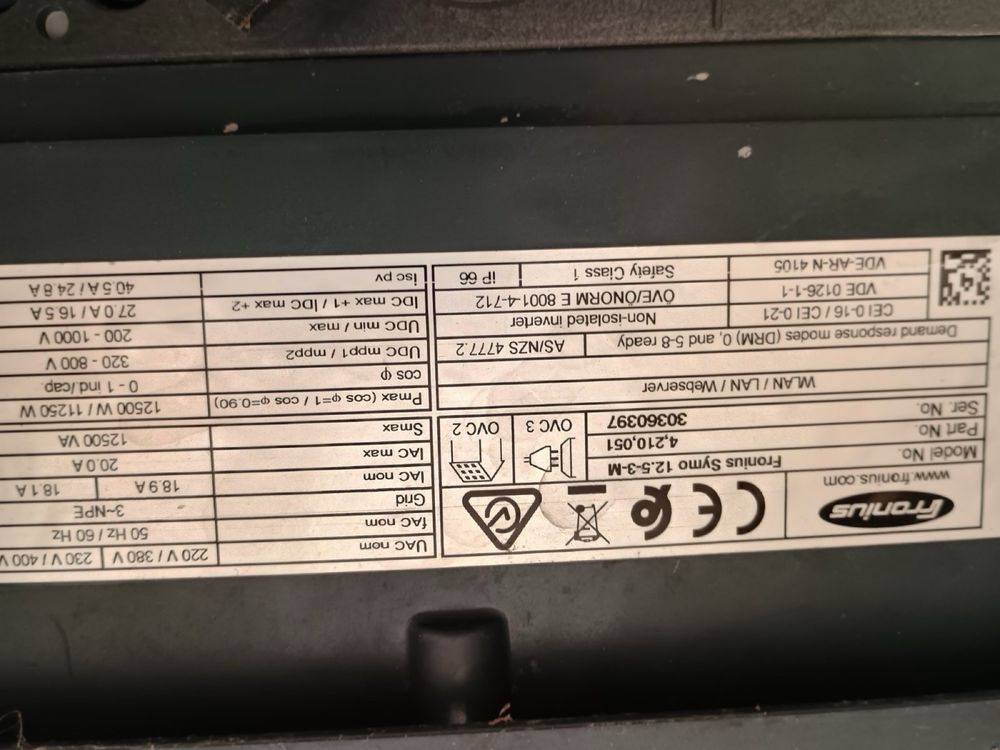 Fronius
www.fronius.com
Model No.
Fronius Symo 12.5-3-M
Part No.
4,210,051
Ser. No.
30360397
OVC 3
OVC 2
WLAN / LAN / Webserver
Demand response modes (DRM) 0, and 5-8 ready
AS/NZS 4777.2
CEI 0-16 / CEI 0-21
Non-isolated inverter
VDE 0126-1-1
ÖVE/ÖNORM E 8001-4-712
VDE-AR-N 4105
Safety Class 1
IP 66
UAC nom
220 V / 380 V
230 V / 400 V
fAC nom
50 Hz / 60 Hz
Grid
3~NPE
IAC nom
18.9 A
18.1 A
IAC max
20.0 A
Smax
12500 VA
Pmax (cos φ=1 / cos φ=0.90)
12500 W / 11250 W
cos φ
0 - 1 ind./cap.
UDC mpp1 / mpp2
320 - 800 V
UDC min / max
200 - 1000 V
IDC max +1 / IDC max +2
27.0 A / 16.5 A
Isc pv
40.5 A / 24.8 A